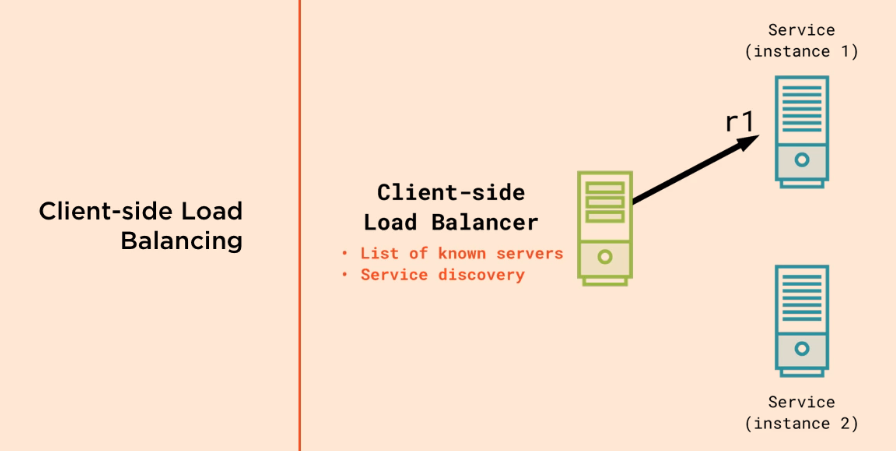 Client-side Load
Balancing
Client-side
Load Balancer
• List of known servers
• Service discovery
r1
Service
(instance 1)
Service
(instance 2)